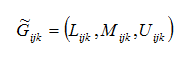 G̃ᵢⱼₖ = (Lᵢⱼₖ, Mᵢⱼₖ, Uᵢⱼₖ)